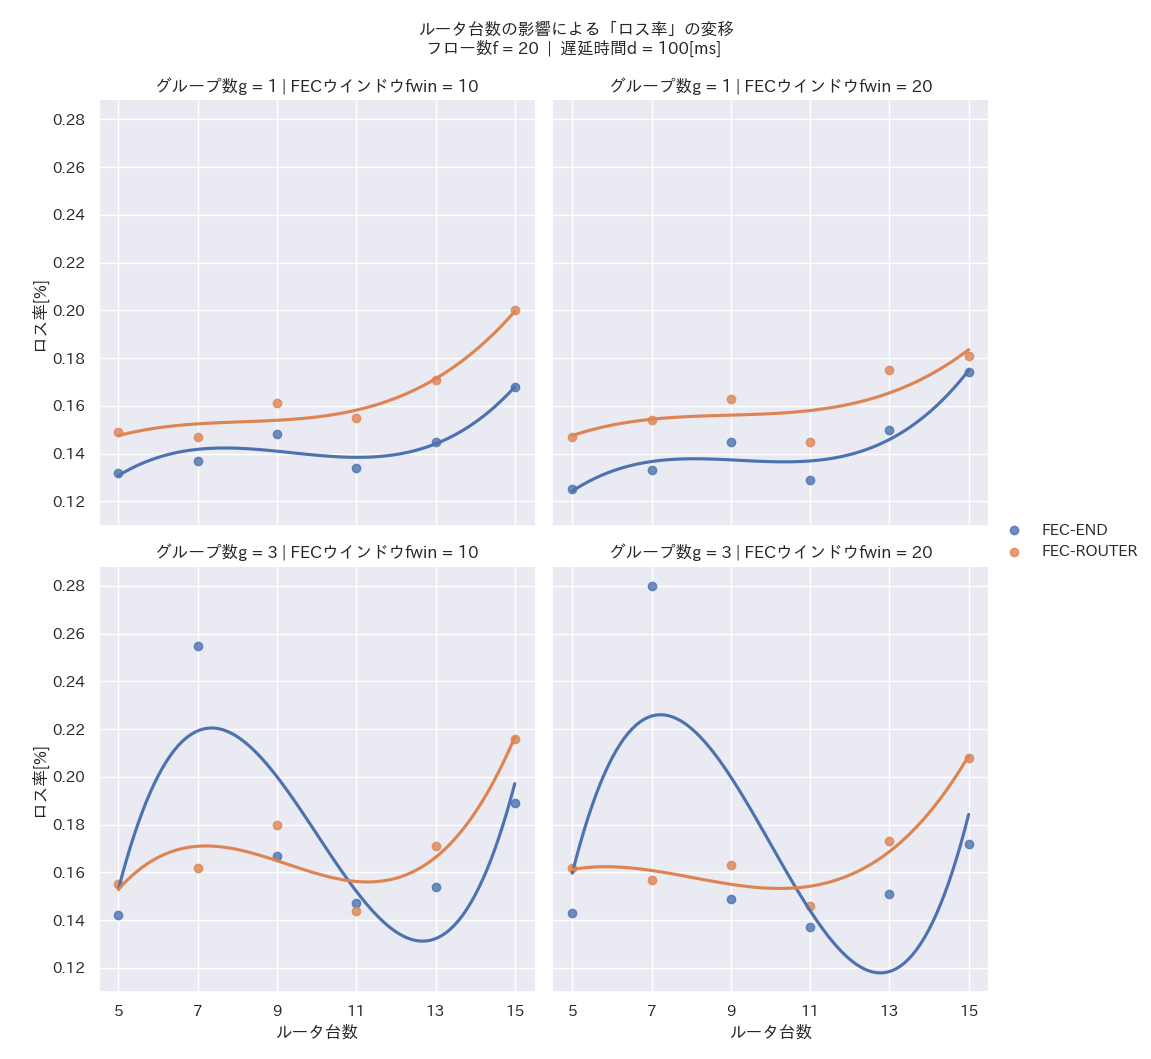 ルータ台数の影響による「ロス率」の変移
フロー数f = 20 | 遅延時間d = 100[ms]
グループ数g = 1 | FECウインドウfwin = 10
グループ数g = 1 | FECウインドウfwin = 20
0.28
0.26
0.24
0.22
0.20
0.18
0.16
0.14
0.12
ロス率[%]
FEC-END
FEC-ROUTER
グループ数g = 3 | FECウインドウfwin = 10
グループ数g = 3 | FECウインドウfwin = 20
0.28
0.26
0.24
0.22
0.20
0.18
0.16
0.14
0.12
ロス率[%]
5 7 9 11 13 15
5 7 9 11 13 15
ルータ台数
ルータ台数